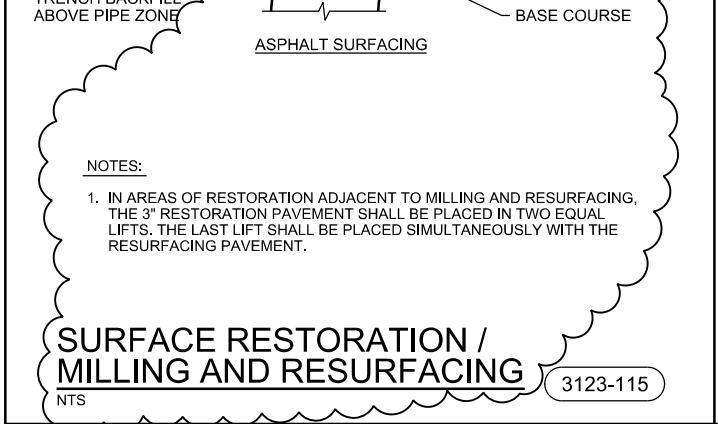 TRENCH BACKFILL
ABOVE PIPE ZONE
BASE COURSE
ASPHALT SURFACING
NOTES:
1. IN AREAS OF RESTORATION ADJACENT TO MILLING AND RESURFACING,
THE 3" RESTORATION PAVEMENT SHALL BE PLACED IN TWO EQUAL
LIFTS. THE LAST LIFT SHALL BE PLACED SIMULTANEOUSLY WITH THE
RESURFACING PAVEMENT.
SURFACE RESTORATION /
MILLING AND RESURFACING
3123-115
NTS